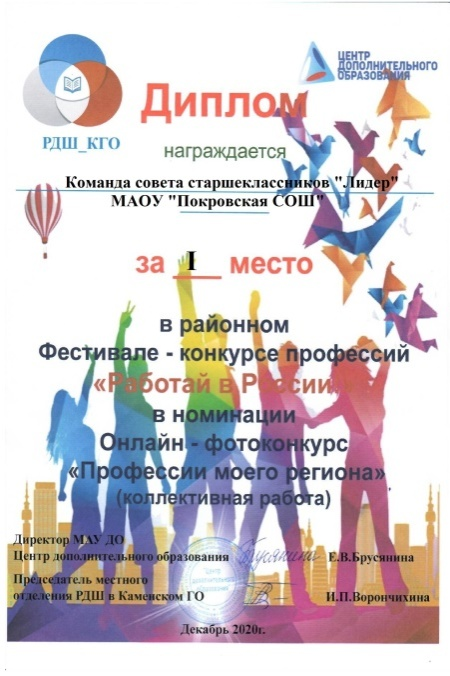 ЦЕНТР
ДОПОЛНИТЕЛЬНОГО
ОБРАЗОВАНИЯ
Диплом
РДШ_КГО
награждается
Команда совета старшеклассников "Лидер"
МАОУ "Покровская СОШ"
за I место
в районном
Фестивале - конкурсе профессий
«Работай в России»
в номинации
Онлайн - фотоконкурс
«Профессии моего региона»
(коллективная работа)
Директор МАУ ДО
Центр дополнительного образования Е.В.Брусянина
Председатель местного
отделения РДШ в Каменском ГО И.П.Ворончихина
Декабрь 2020г.